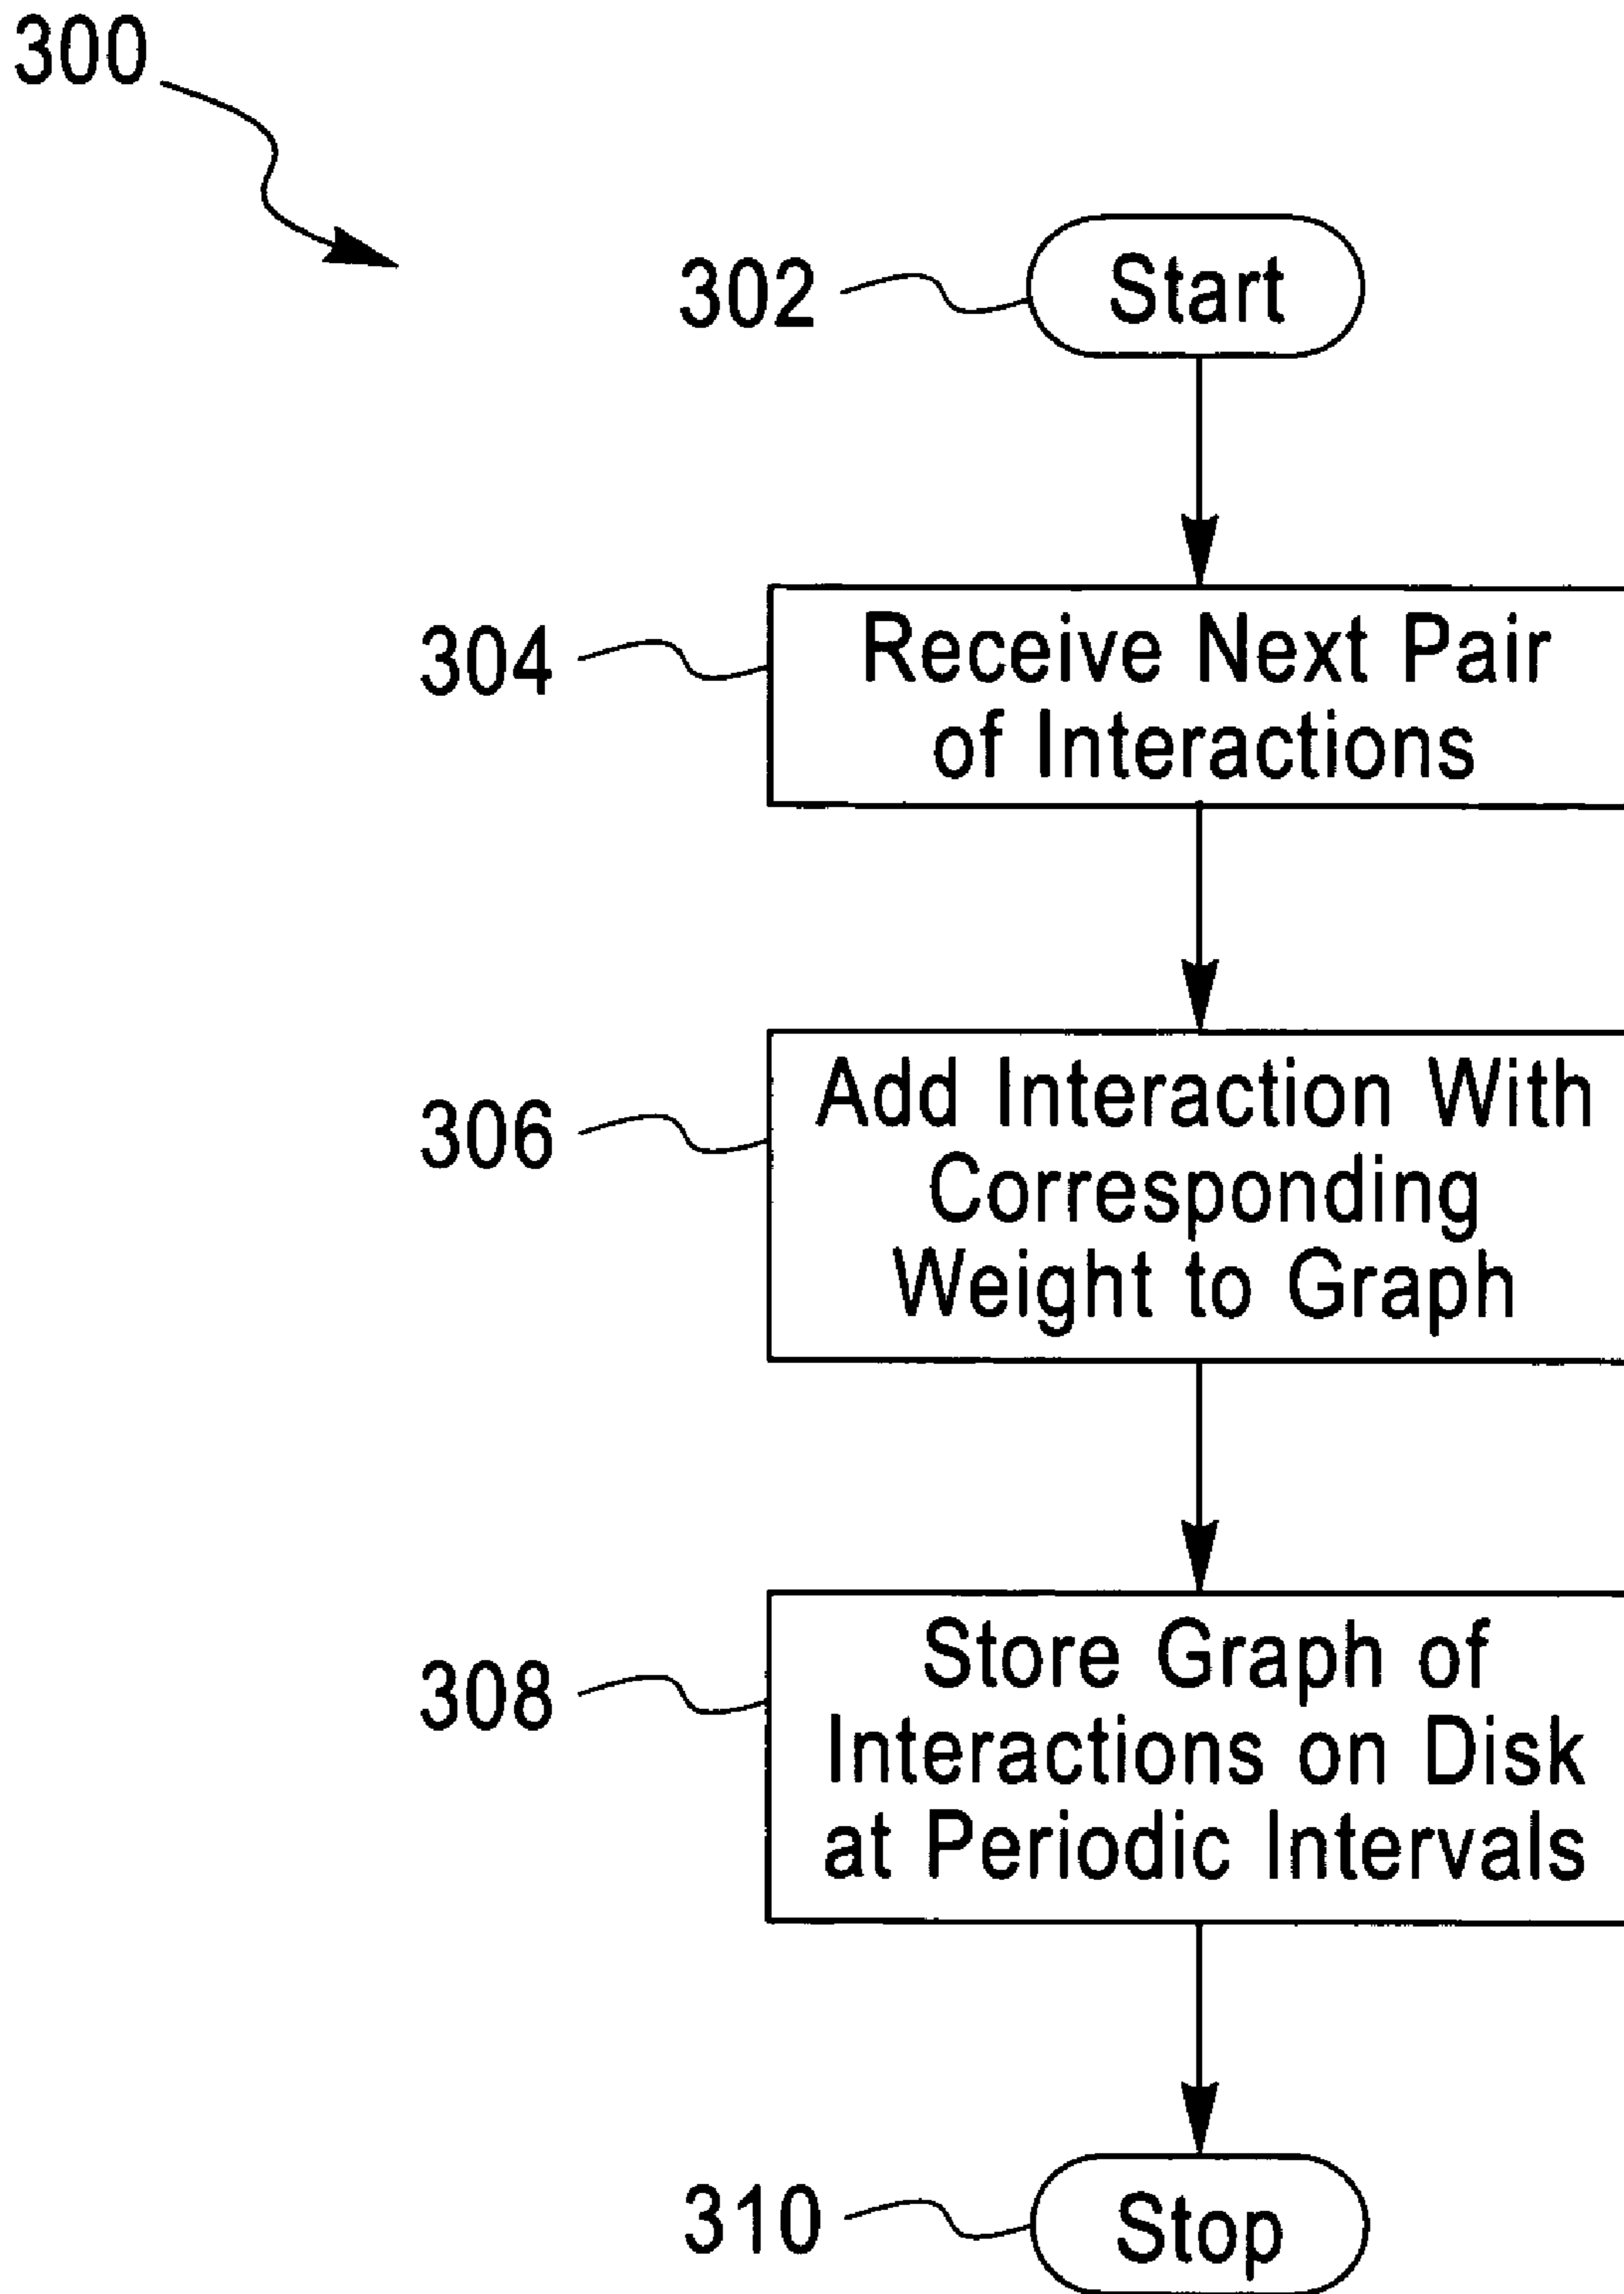 300
302
Start
304
Receive Next Pair
of Interactions
306
Add Interaction With
Corresponding
Weight to Graph
308
Store Graph of
Interactions on Disk
at Periodic Intervals
310
Stop